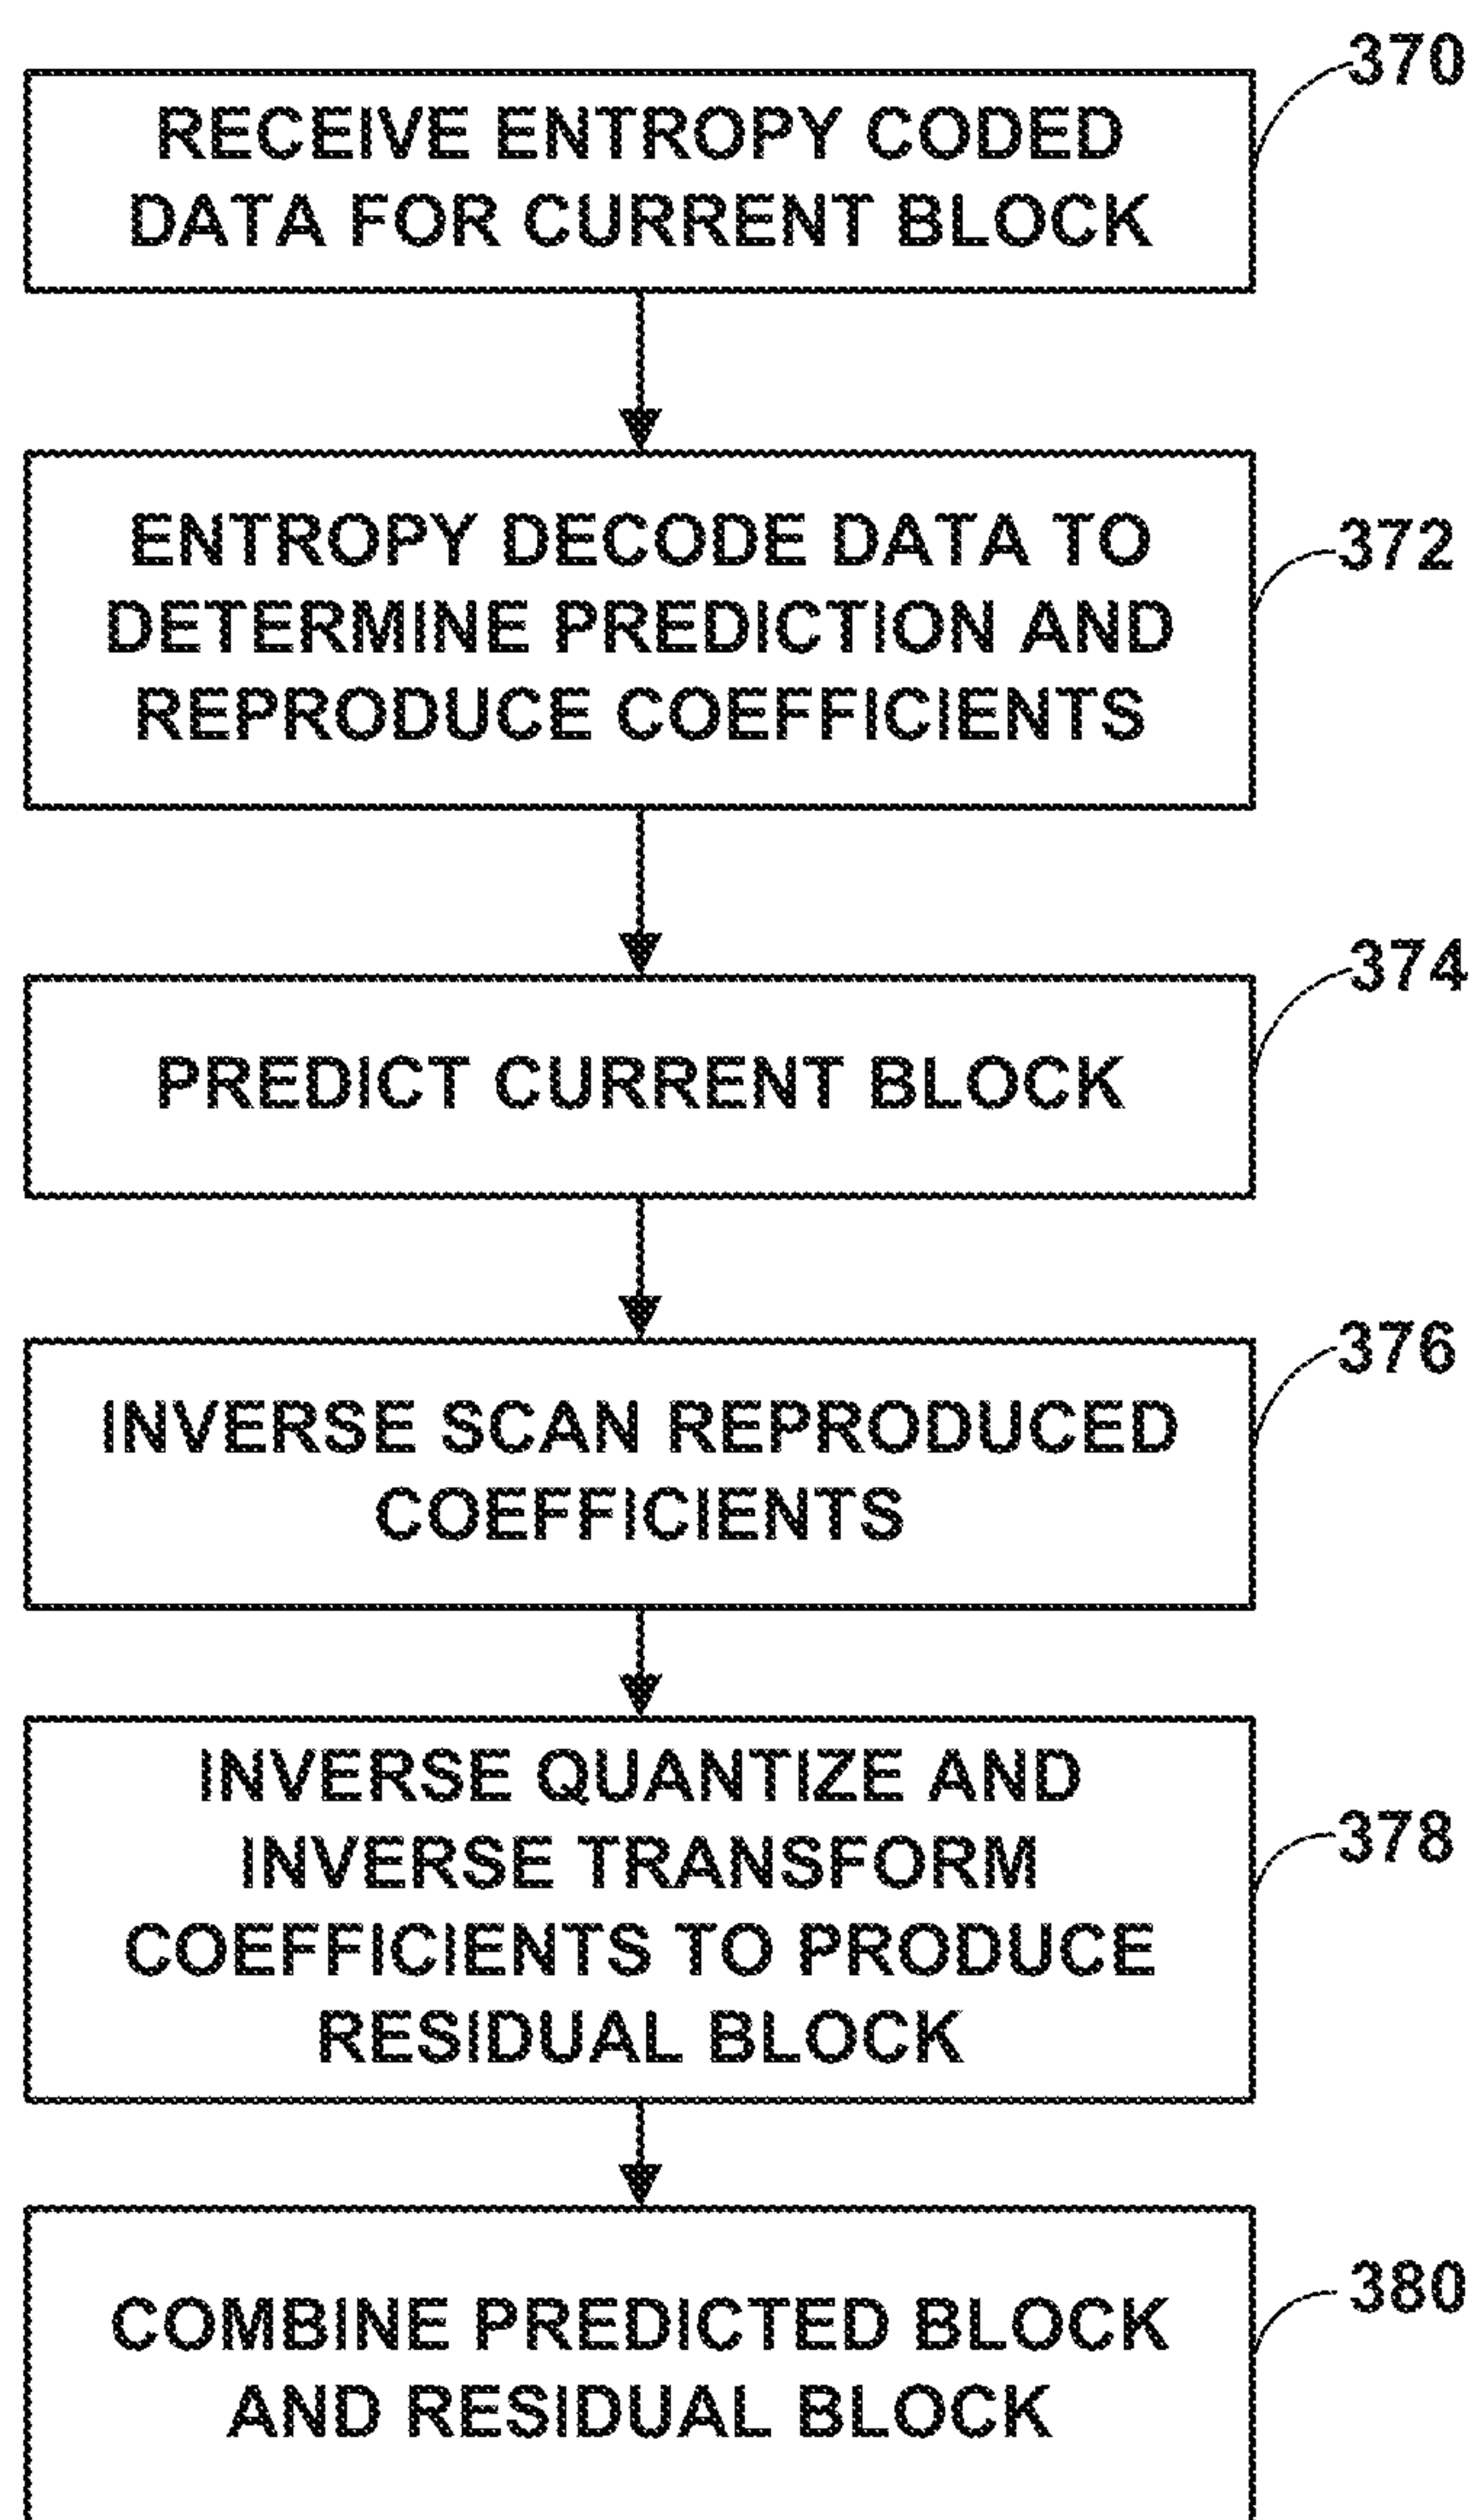 370
RECEIVE ENTROPY CODED
DATA FOR CURRENT BLOCK
ENTROPY DECODE DATA TO
372
DETERMINE PREDICTION AND
REPRODUCE COEFFICIENTS
374
PREDICT CURRENT BLOCK
376
INVERSE SCAN REPRODUCED
COEFFICIENTS
INVERSE QUANTIZE AND
378
INVERSE TRANSFORM
COEFFICIENTS TO PRODUCE
RESIDUAL BLOCK
380
COMBINE PREDICTED BLOCK
AND RESIDUAL BLOCK